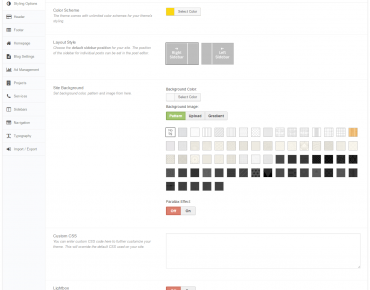 Styling Options
Header
Footer
Homepage
Blog Settings
Ad Management
Projects
Services
Sidebars
Navigation
Typography
Import / Export
Color Scheme
The theme comes with unlimited color schemes for your theme's styling.
Select Color
Layout Style
Choose the default sidebar position for your site. The position
of the sidebar for individual posts can be set in the post editor.
Right
Sidebar
Left
Sidebar
Site Background
Set background color, pattern and image from here.
Background Color
Select Color
Background Image
Pattern Upload Gradient
Parallax Effect
Off On
Custom CSS
You can enter custom CSS code here to further customize your
theme. This will override the default CSS used on your site.
Lightbox
Off On